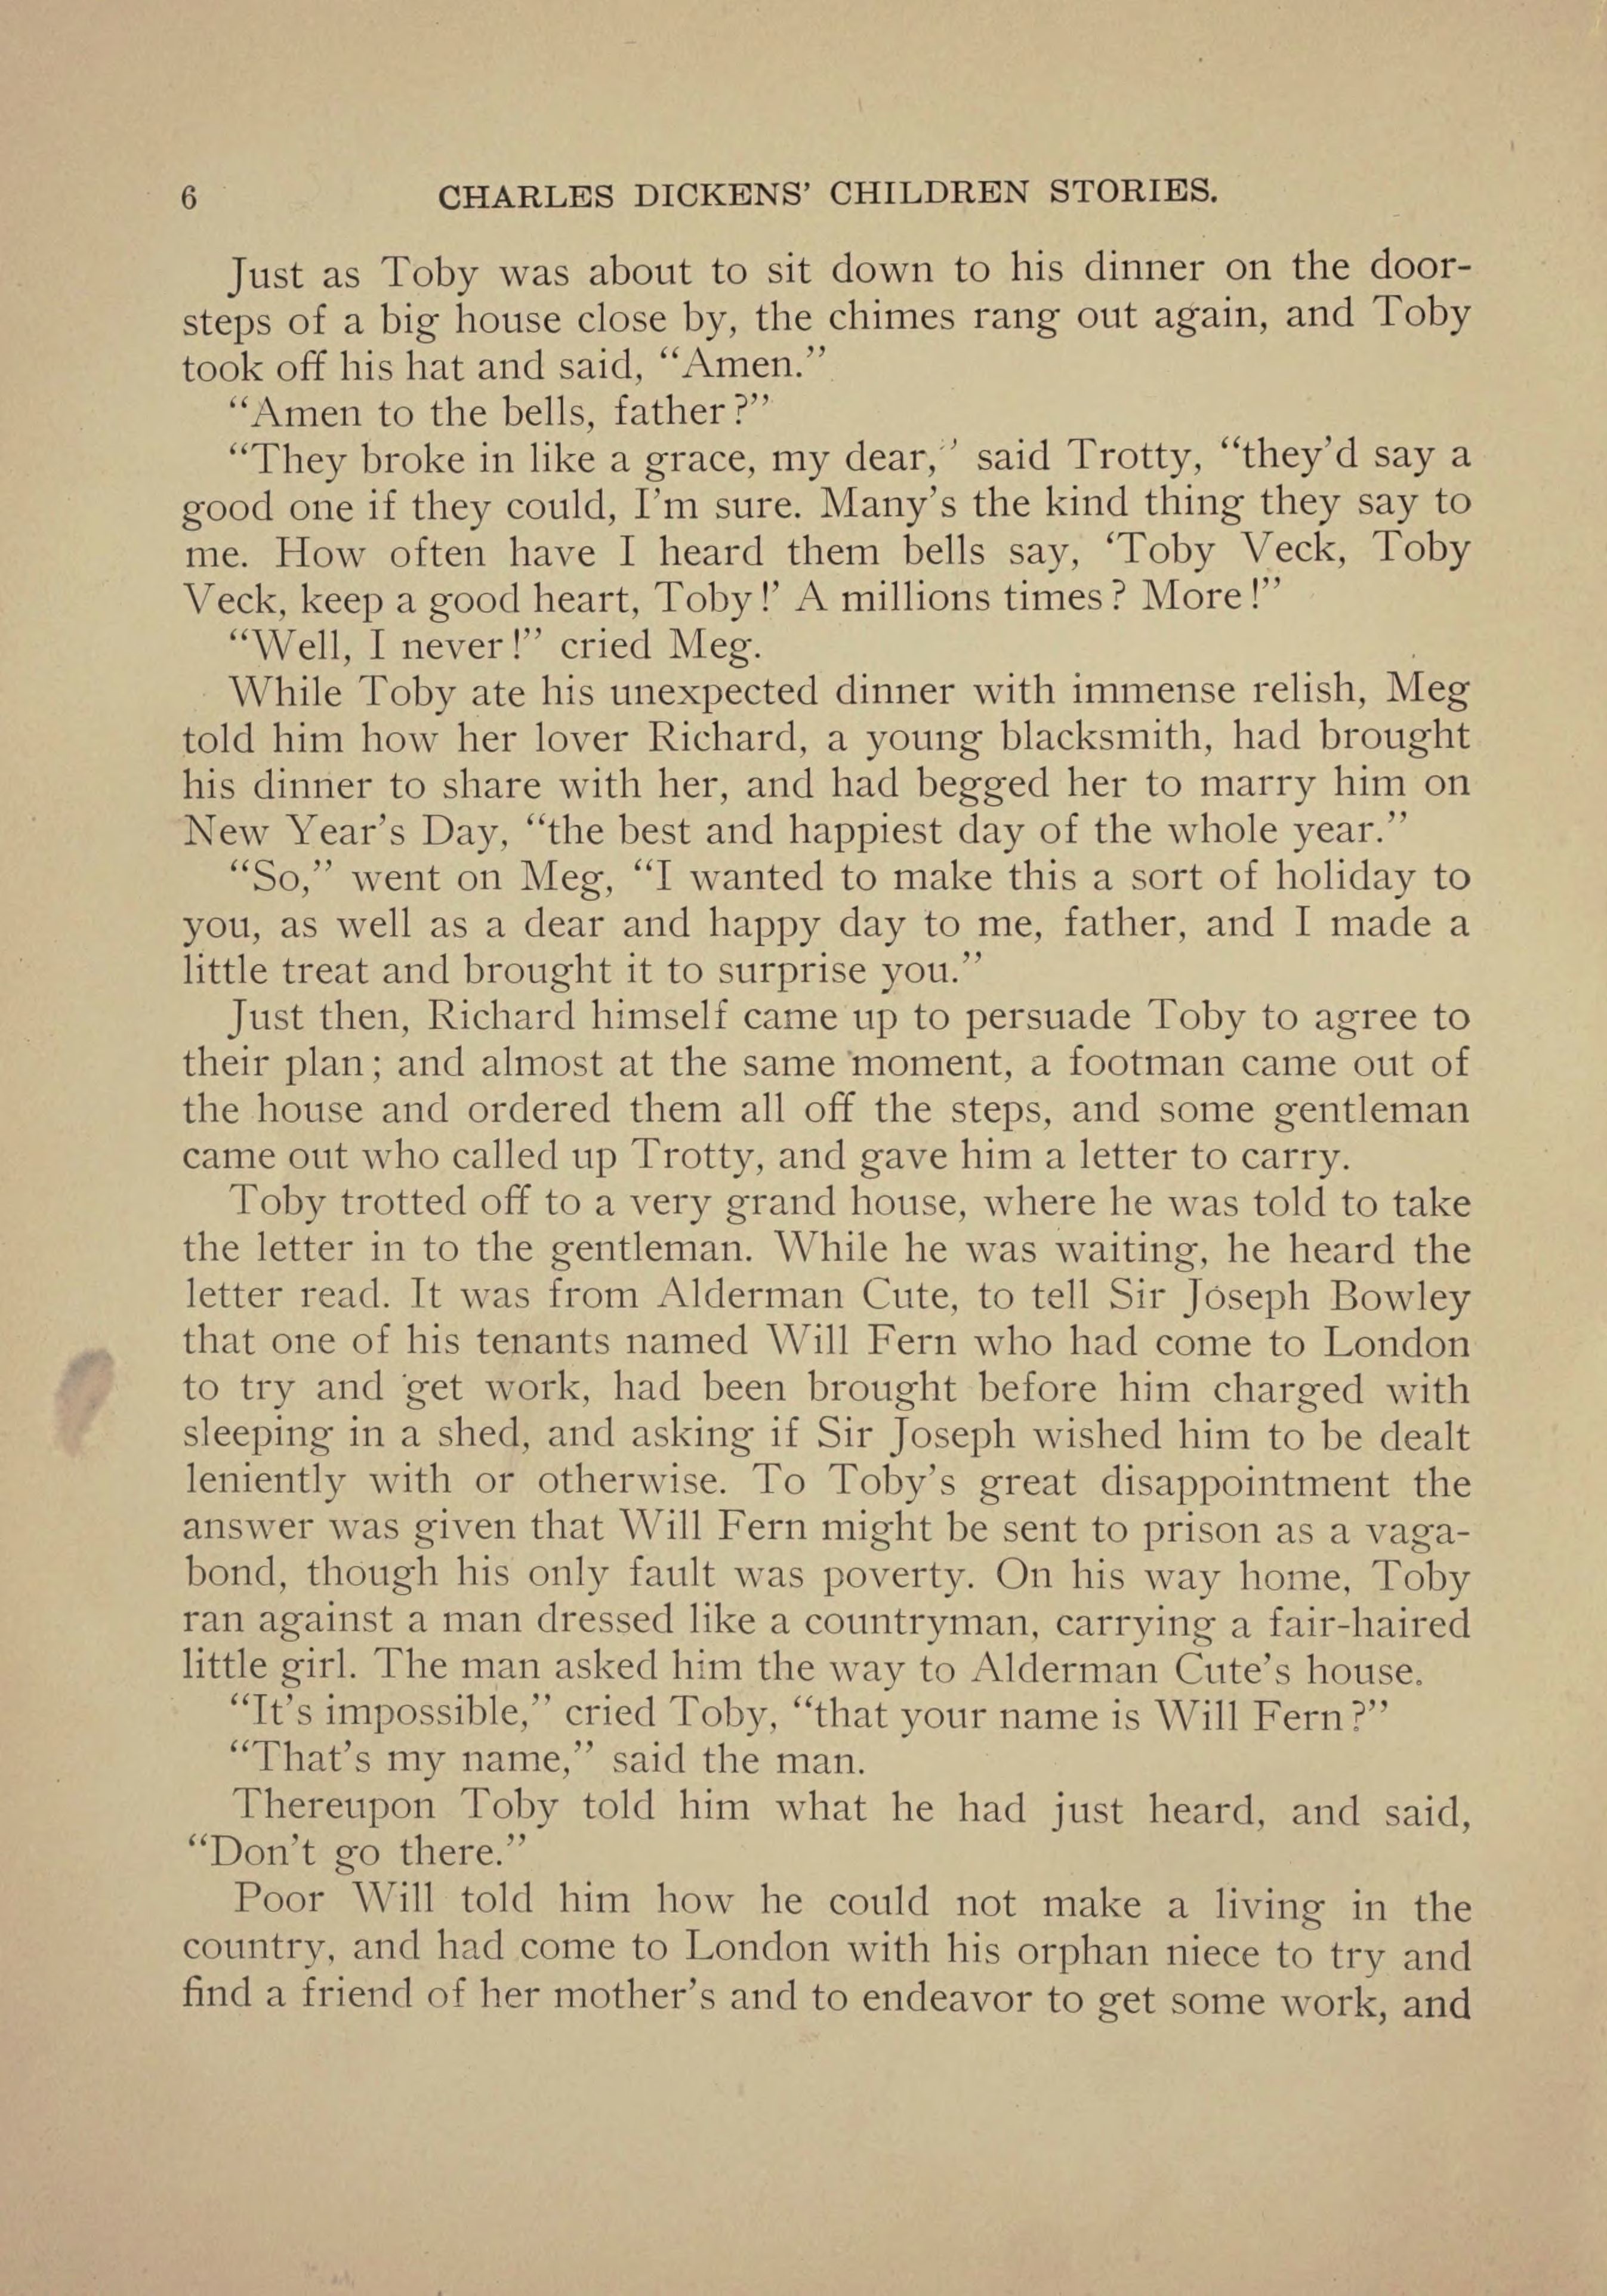 6 CHARLES DICKENS’ CHILDREN STORIES.
Just as Toby was about to sit down to his dinner on the door-
steps of a big house close by, the chimes rang out again, and Toby
took off his hat and said, “Amen.”
“Amen to the bells, father?”
“They broke in like a grace, my dear,” said Trotty, “they’d say a
good one if they could, I’m sure. Many’s the kind thing they say to
me. How often have I heard them bells say, ‘Toby Veck, Toby
Veck, keep a good heart, Toby!’ A millions times? More!”
“Well, I never!” cried Meg.
While Toby ate his unexpected dinner with immense relish, Meg
told him how her lover Richard, a young blacksmith, had brought
his dinner to share with her, and had begged her to marry him on
New Year’s Day, “the best and happiest day of the whole year.”
“So,” went on Meg, “I wanted to make this a sort of holiday to
you, as well as a dear and happy day to me, father, and I made a
little treat and brought it to surprise you.”
Just then, Richard himself came up to persuade Toby to agree to
their plan; and almost at the same moment, a footman came out of
the house and ordered them all off the steps, and some gentleman
came out who called up Trotty, and gave him a letter to carry.
Toby trotted off to a very grand house, where he was told to take
the letter in to the gentleman. While he was waiting, he heard the
letter read. It was from Alderman Cute, to tell Sir Joseph Bowley
that one of his tenants named Will Fern who had come to London
to try and get work, had been brought before him charged with
sleeping in a shed, and asking if Sir Joseph wished him to be dealt
leniently with or otherwise. To Toby’s great disappointment the
answer was given that Will Fern might be sent to prison as a vaga-
bond, though his only fault was poverty. On his way home, Toby
ran against a man dressed like a countryman, carrying a fair-haired
little girl. The man asked him the way to Alderman Cute’s house.
“It’s impossible,” cried Toby, “that your name is Will Fern?”
“That’s my name,” said the man.
Thereupon Toby told him what he had just heard, and said,
“Don’t go there.”
Poor Will told him how he could not make a living in the
country, and had come to London with his orphan niece to try and
find a friend of her mother’s and to endeavor to get some work, and